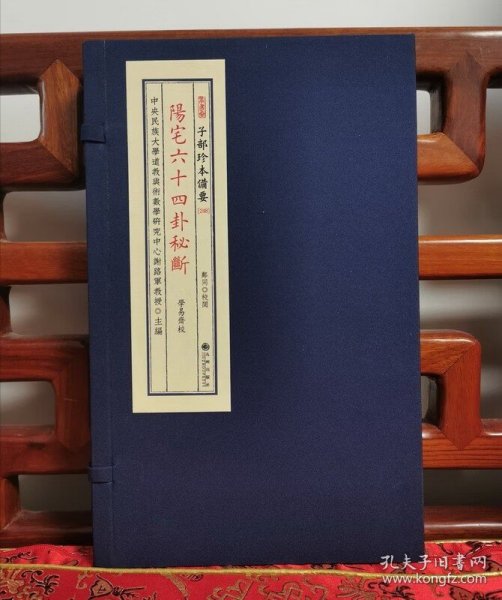 子部珍本備要
[248]
鄭同◎校閱
陽宅六十四卦秘斷
學易齋校
中央民族大學道教與術數學研究中心謝路軍教授◎主編
孔夫子旧书网
www.kongfz.com